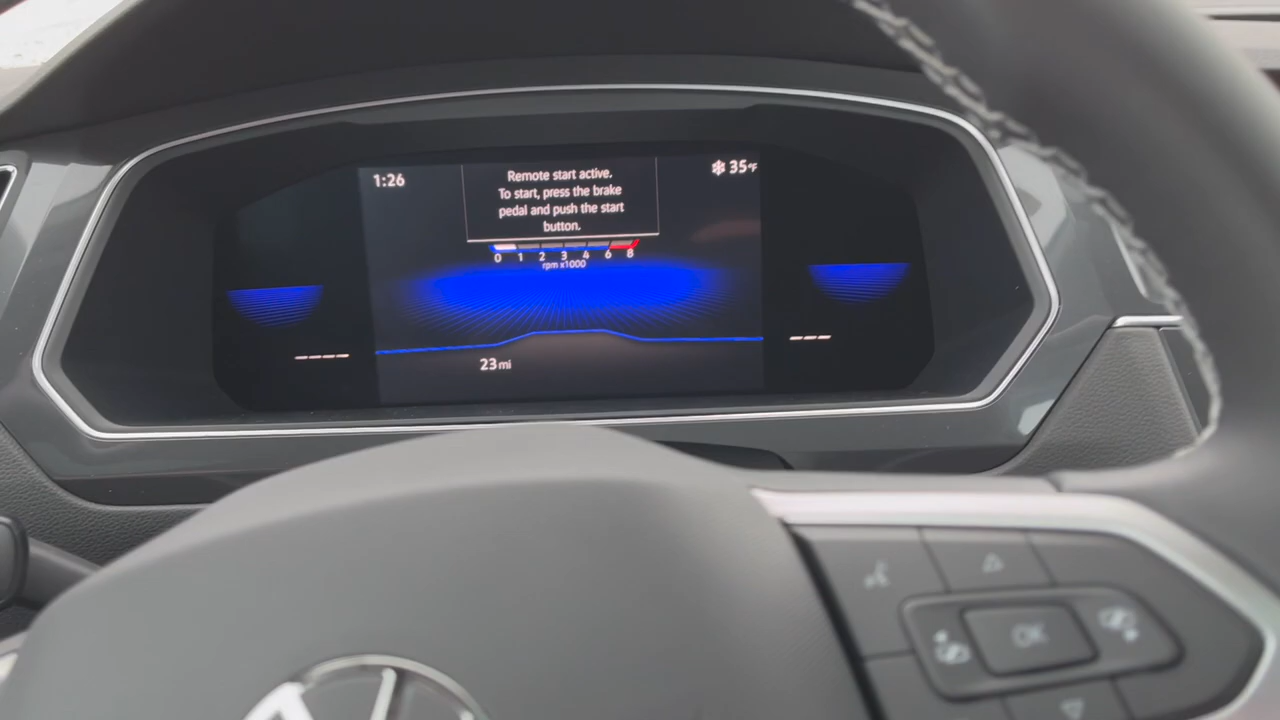 1:26
Remote start active.
To start, press the brake
pedal and push the start
button.
35°F
0 1 2 3 4 6 8
rpm x1000
---- 
---
23 mi
OK